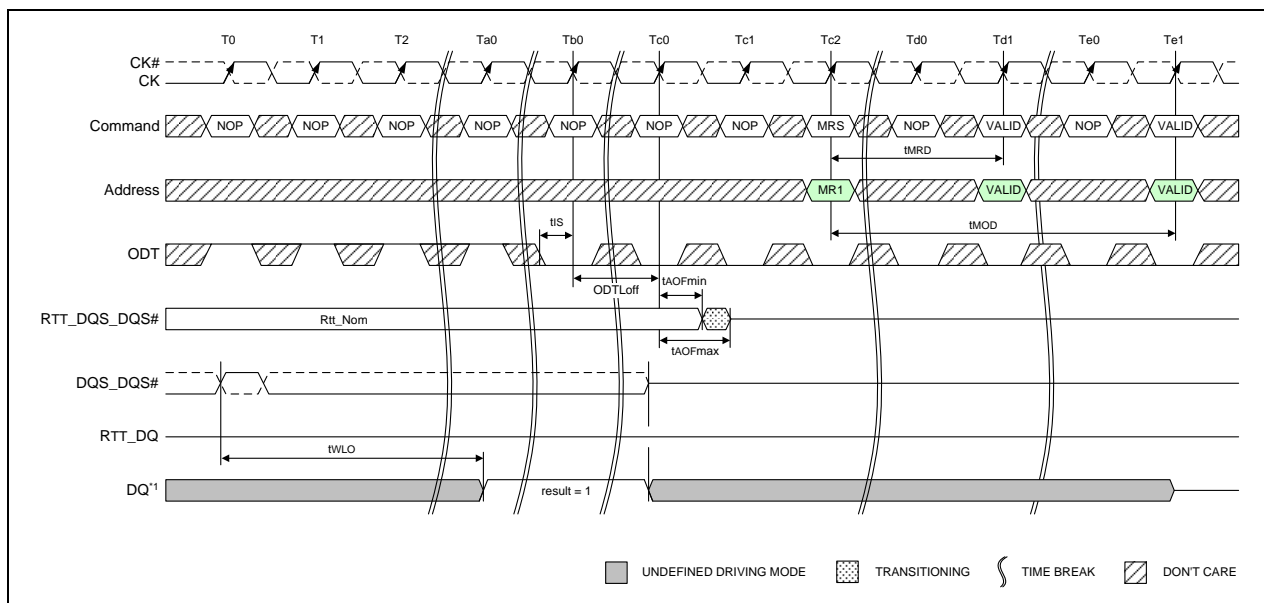 T0 T1 T2 Ta0 Tb0 Tc0 Tc1 Tc2 Td0 Td1 Te0 Te1
CK#
CK
Command NOP NOP NOP NOP NOP NOP NOP MRS NOP VALID NOP VALID
tMRD
Address MR1 VALID VALID
tIS tMOD
ODT
ODTLoff tAOFmin
RTT_DQS_DQS# Rtt_Nom
tAOFmax
DQS_DQS#
RTT_DQ
tWLO
DQ*1 result = 1
UNDEFINED DRIVING MODE TRANSITIONING TIME BREAK DON'T CARE